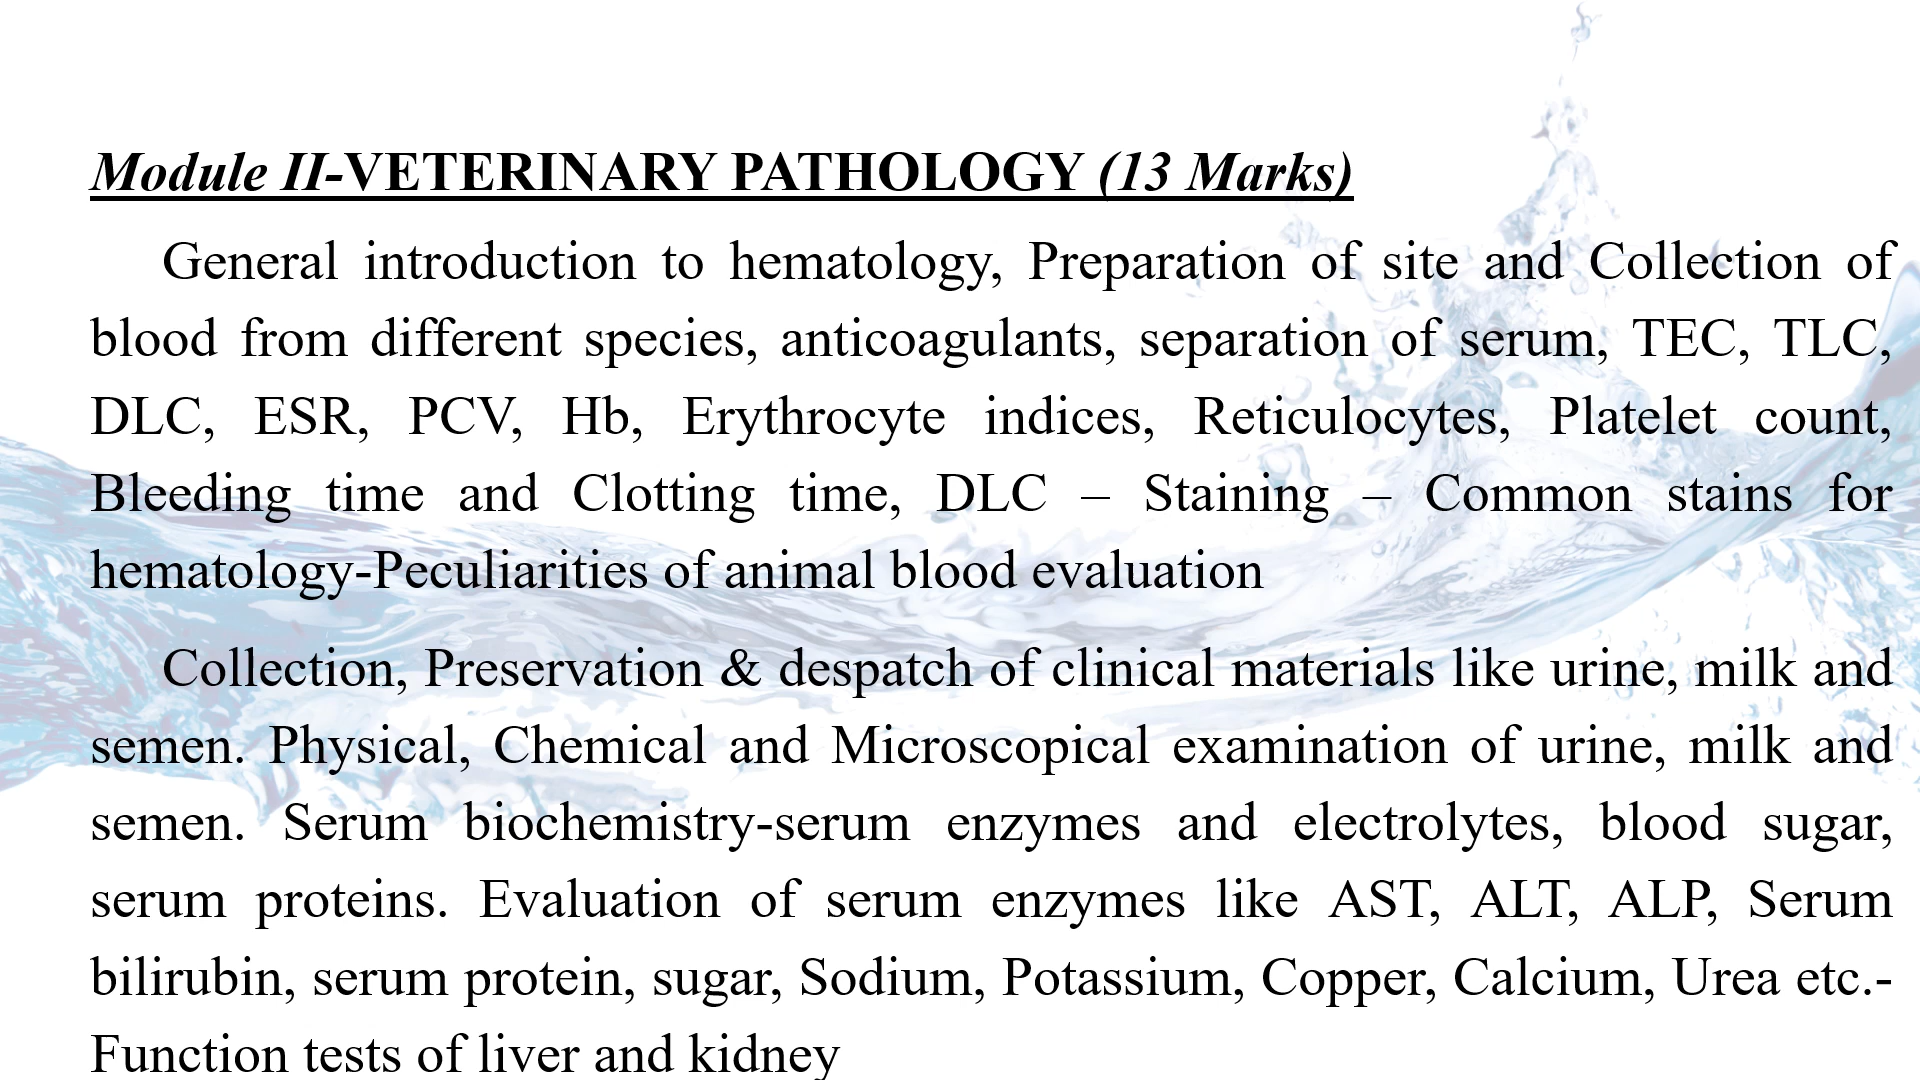 Module II-VETERINARY PATHOLOGY (13 Marks)
General introduction to hematology, Preparation of site and Collection of
blood from different species, anticoagulants, separation of serum, TEC, TLC,
DLC, ESR, PCV, Hb, Erythrocyte indices, Reticulocytes, Platelet count,
Bleeding time and Clotting time, DLC – Staining – Common stains for
hematology-Peculiarities of animal blood evaluation
Collection, Preservation & despatch of clinical materials like urine, milk and
semen. Physical, Chemical and Microscopical examination of urine, milk and
semen. Serum biochemistry-serum enzymes and electrolytes, blood sugar,
serum proteins. Evaluation of serum enzymes like AST, ALT, ALP, Serum
bilirubin, serum protein, sugar, Sodium, Potassium, Copper, Calcium, Urea etc.-
Function tests of liver and kidney